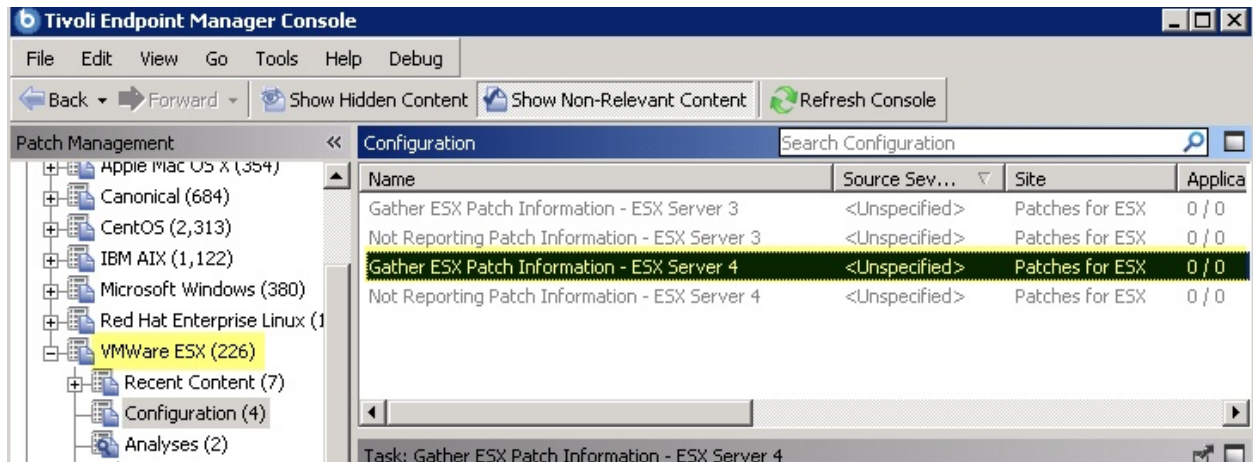 Tivoli Endpoint Manager Console
File Edit View Go Tools Help Debug
Back Forward Show Hidden Content Show Non-Relevant Content Refresh Console
Patch Management « Configuration Search Configuration
Name Source Sev... Site Applica
Apple Mac OS X (354)
Canonical (684)
CentOS (2,313)
IBM AIX (1,122)
Microsoft Windows (380)
Red Hat Enterprise Linux (1
VMWare ESX (226)
Recent Content (7)
Configuration (4)
Analyses (2)
Gather ESX Patch Information - ESX Server 3 <Unspecified> Patches for ESX 0 / 0
Not Reporting Patch Information - ESX Server 3 <Unspecified> Patches for ESX 0 / 0
Gather ESX Patch Information - ESX Server 4 <Unspecified> Patches for ESX 0 / 0
Not Reporting Patch Information - ESX Server 4 <Unspecified> Patches for ESX 0 / 0
Task: Gather ESX Patch Information - ESX Server 4